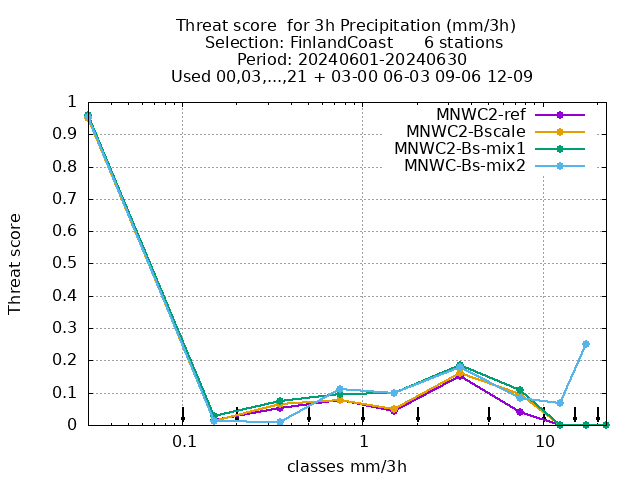 Threat score  for 3h Precipitation (mm/3h)
Selection: FinlandCoast      6 stations
Period: 20240601-20240630
Used 00,03,...,21 + 03-00 06-03 09-06 12-09
MNWC2-ref
MNWC2-Bscale
MNWC2-Bs-mix1
MNWC-Bs-mix2
Threat score
1
0.9
0.8
0.7
0.6
0.5
0.4
0.3
0.2
0.1
0
0.1
1
10
classes mm/3h